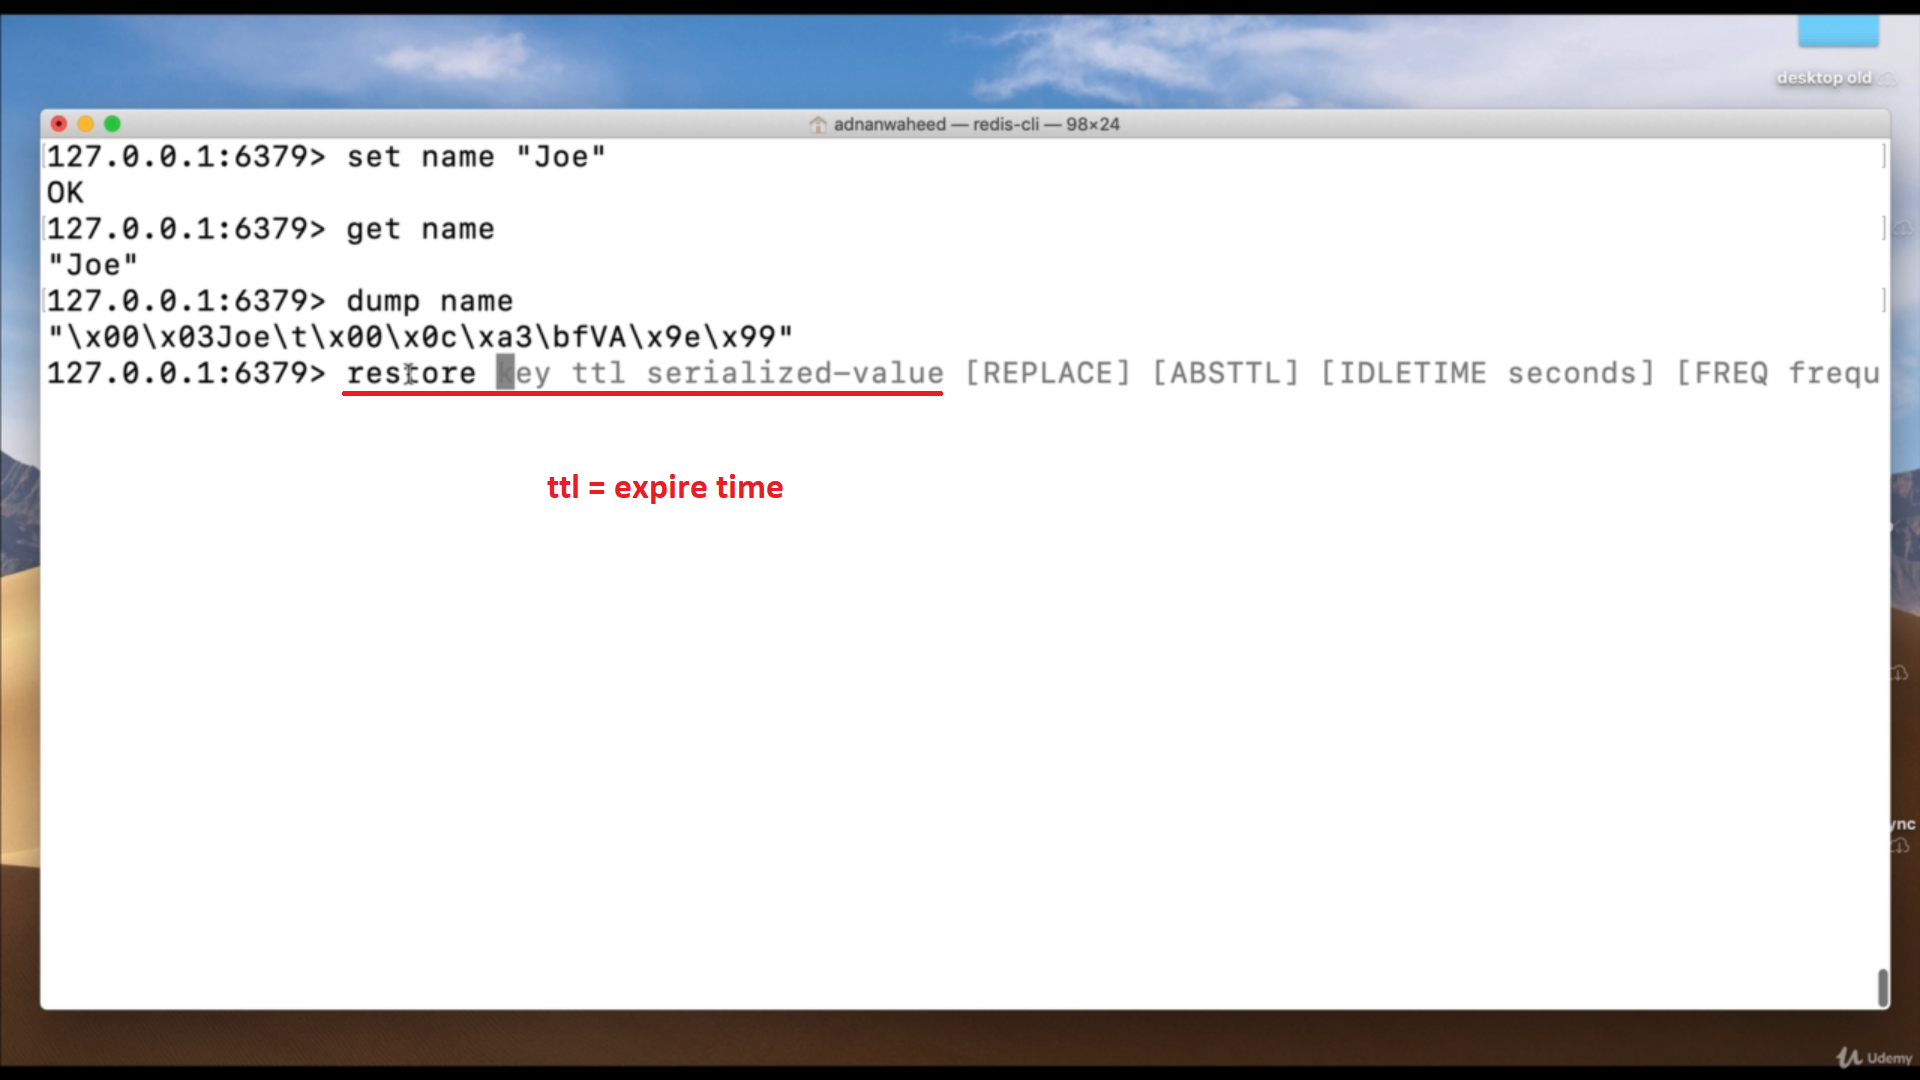 desktop old
adnanwaheed — redis-cli — 98×24
127.0.0.1:6379> set name "Joe"
OK
127.0.0.1:6379> get name
"Joe"
127.0.0.1:6379> dump name
"\x00\x03Joe\t\x00\x0c\xa3\bfVA\x9e\x99"
127.0.0.1:6379> restore key ttl serialized-value [REPLACE] [ABSTTL] [IDLETIME seconds] [FREQ frequ
ttl = expire time
ync
Udemy